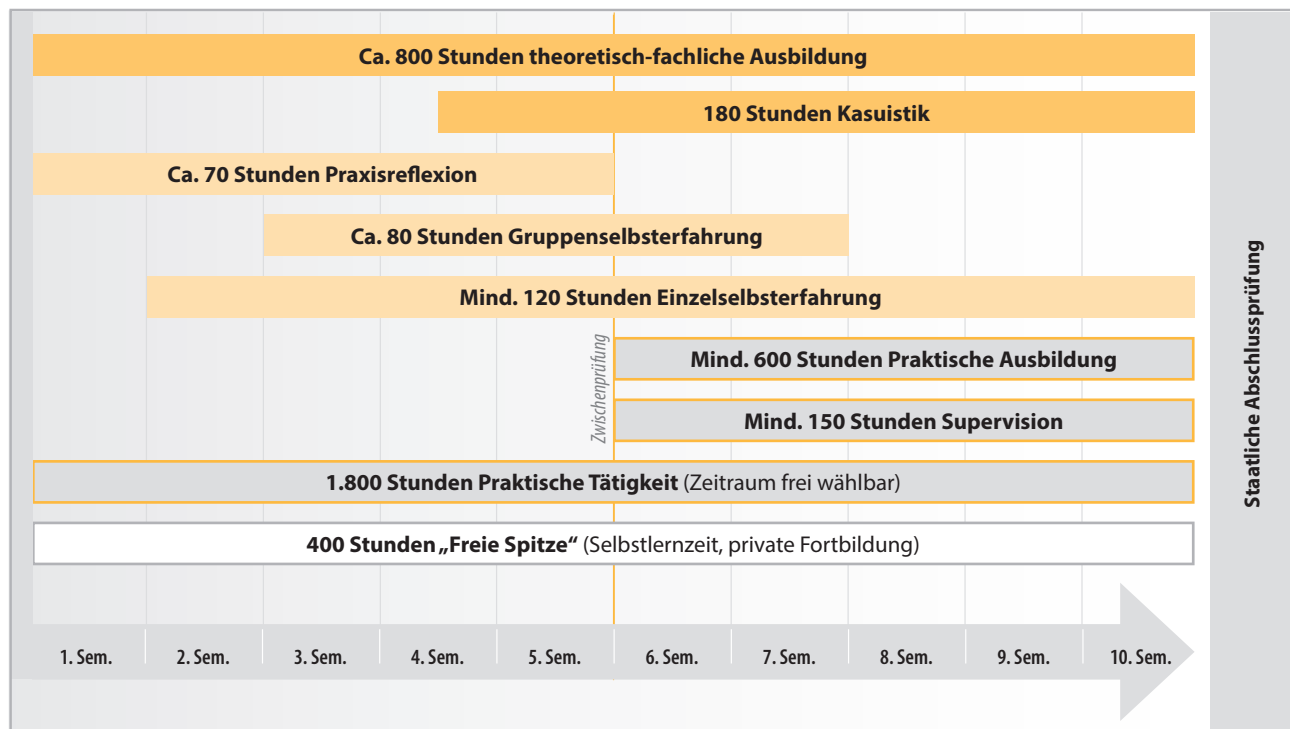 Ca. 800 Stunden theoretisch-fachliche Ausbildung
180 Stunden Kasuistik
Ca. 70 Stunden Praxisreflexion
Ca. 80 Stunden Gruppenselbsterfahrung
Mind. 120 Stunden Einzelselbsterfahrung
Zwischenprüfung
Mind. 600 Stunden Praktische Ausbildung
Mind. 150 Stunden Supervision
1.800 Stunden Praktische Tätigkeit (Zeitraum frei wählbar)
400 Stunden „Freie Spitze“ (Selbstlernzeit, private Fortbildung)
1. Sem. 2. Sem. 3. Sem. 4. Sem. 5. Sem. 6. Sem. 7. Sem. 8. Sem. 9. Sem. 10. Sem.
Staatliche Abschlussprüfung